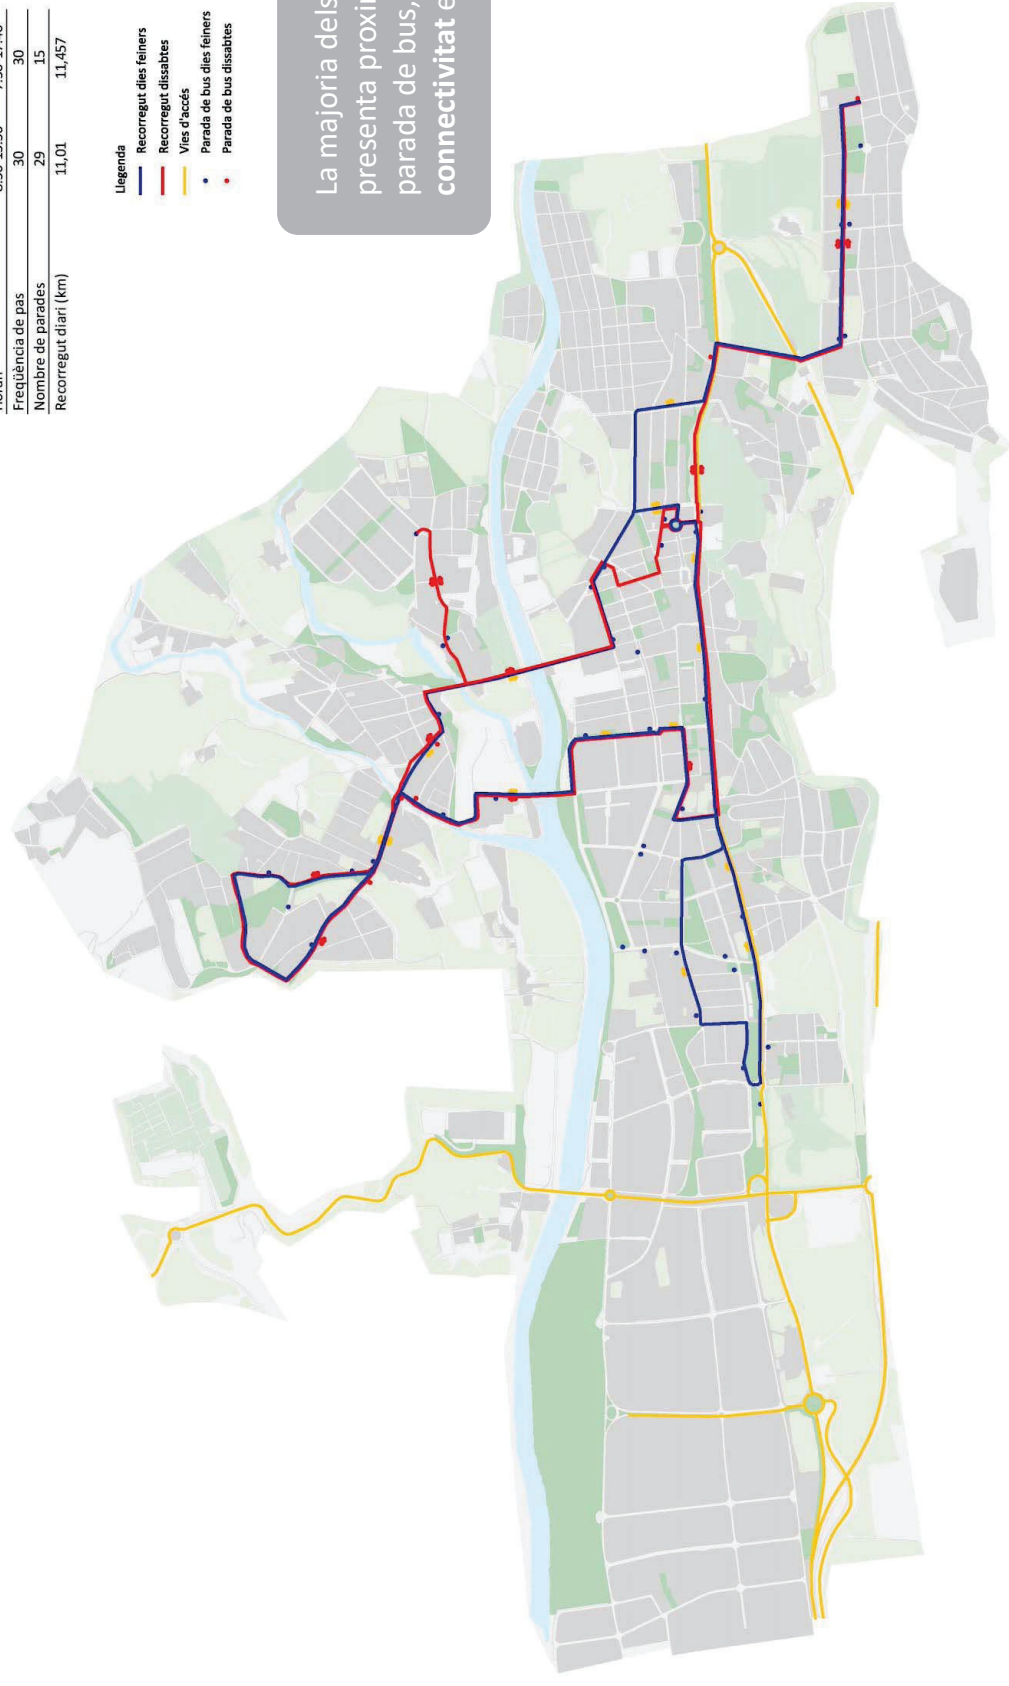 Freqüència de pas 30 30
Nombre de parades 29 15
Recorregut diari (km) 11,01 11,457
Llegenda
Recorregut dies feiners
Recorregut dissabtes
Vies d'accés
Parada de bus dies feiners
Parada de bus dissabtes
La majoria dels
presenta proxim
parada de bus,
connectivitat e